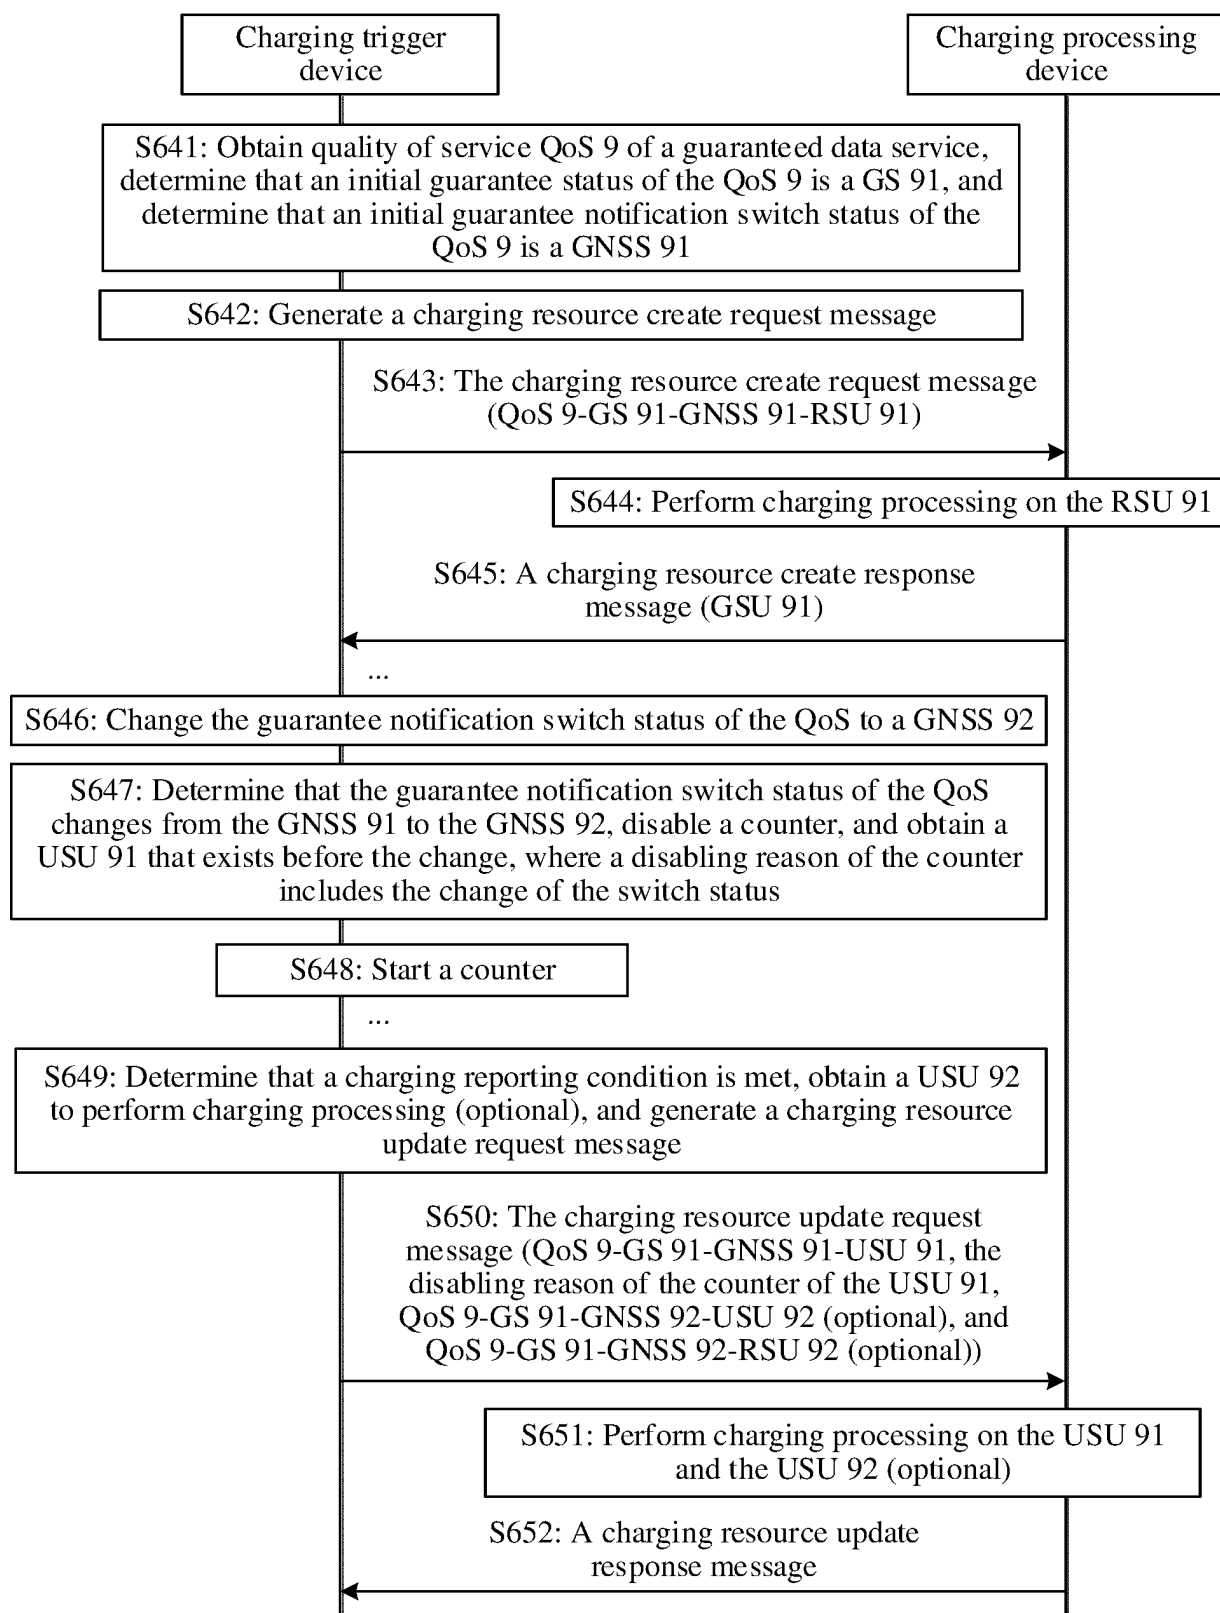 Charging trigger
device
Charging processing
device
S641: Obtain quality of service QoS 9 of a guaranteed data service,
determine that an initial guarantee status of the QoS 9 is a GS 91, and
determine that an initial guarantee notification switch status of the
QoS 9 is a GNSS 91
S642: Generate a charging resource create request message
S643: The charging resource create request message
(QoS 9-GS 91-GNSS 91-RSU 91)
S644: Perform charging processing on the RSU 91
S645: A charging resource create response
message (GSU 91)
...
S646: Change the guarantee notification switch status of the QoS to a GNSS 92
S647: Determine that the guarantee notification switch status of the QoS
changes from the GNSS 91 to the GNSS 92, disable a counter, and obtain a
USU 91 that exists before the change, where a disabling reason of the counter
includes the change of the switch status
S648: Start a counter
...
S649: Determine that a charging reporting condition is met, obtain a USU 92
to perform charging processing (optional), and generate a charging resource
update request message
S650: The charging resource update request
message (QoS 9-GS 91-GNSS 91-USU 91, the
disabling reason of the counter of the USU 91,
QoS 9-GS 91-GNSS 92-USU 92 (optional), and
QoS 9-GS 91-GNSS 92-RSU 92 (optional))
S651: Perform charging processing on the USU 91
and the USU 92 (optional)
S652: A charging resource update
response message